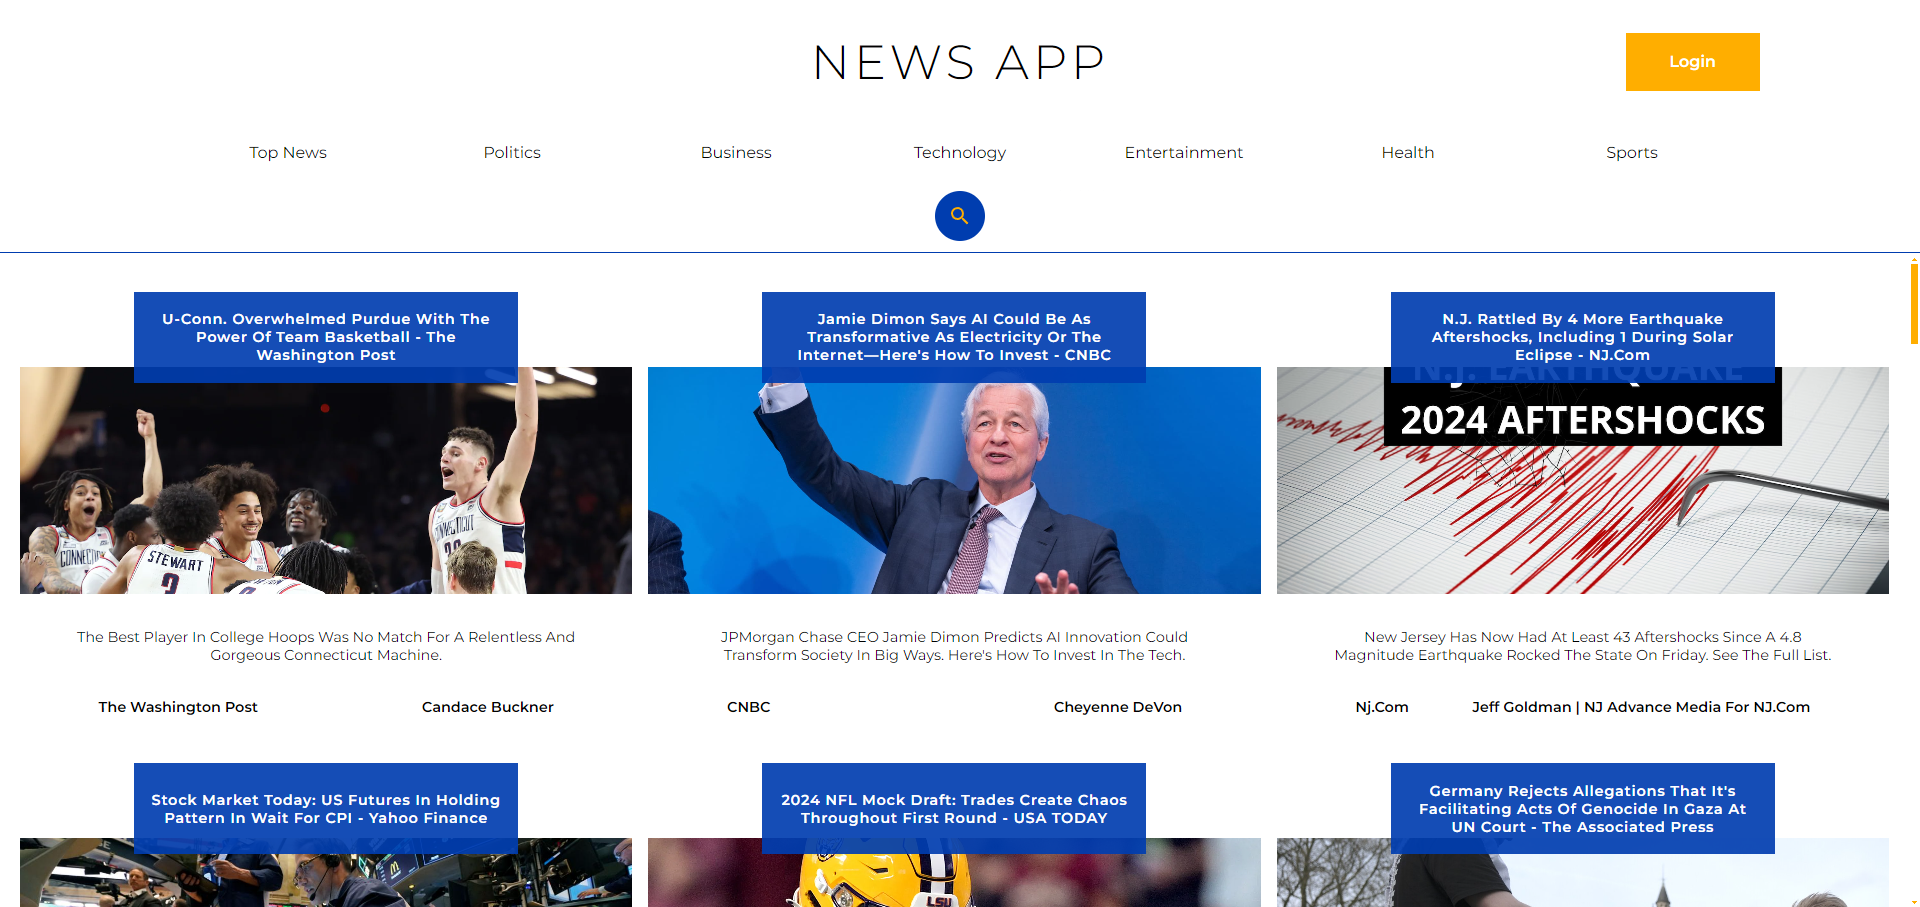 NEWS APP
Login
Top News
Politics
Business
Technology
Entertainment
Health
Sports
U-Conn. Overwhelmed Purdue With The
Power Of Team Basketball - The
Washington Post
Jamie Dimon Says AI Could Be As
Transformative As Electricity Or The
Internet—Here's How To Invest - CNBC
N.J. Rattled By 4 More Earthquake
Aftershocks, Including 1 During Solar
Eclipse - NJ.Com
CONNECTICUT
STEWART
3
N.J. EARTHQUAKE
2024 AFTERSHOCKS
The Best Player In College Hoops Was No Match For A Relentless And
Gorgeous Connecticut Machine.
The Washington Post
Candace Buckner
JPMorgan Chase CEO Jamie Dimon Predicts AI Innovation Could
Transform Society In Big Ways. Here's How To Invest In The Tech.
CNBC
Cheyenne DeVon
New Jersey Has Now Had At Least 43 Aftershocks Since A 4.8
Magnitude Earthquake Rocked The State On Friday. See The Full List.
Nj.Com
Jeff Goldman | NJ Advance Media For NJ.Com
Stock Market Today: US Futures In Holding
Pattern In Wait For CPI - Yahoo Finance
2024 NFL Mock Draft: Trades Create Chaos
Throughout First Round - USA TODAY
Germany Rejects Allegations That It's
Facilitating Acts Of Genocide In Gaza At
UN Court - The Associated Press
LSU